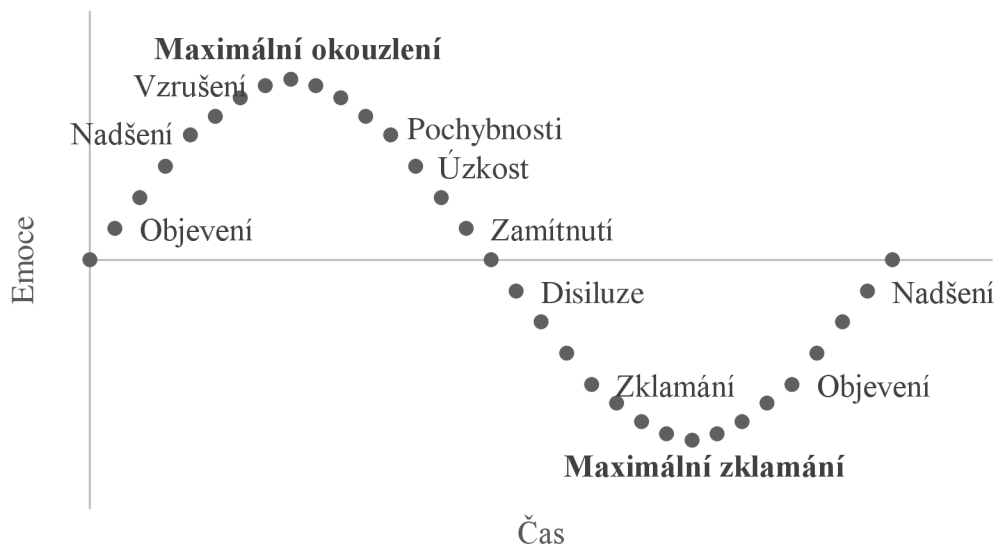 Maximální okouzlení
Vzrušení
Nadšení
Pochybnosti
Úzkost
Objevení
Zamítnutí
Emoce
Disiluze
Nadšení
Zklamání
Objevení
Maximální zklamání
Čas